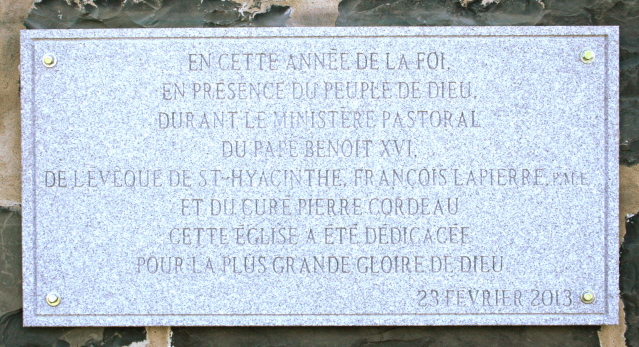 EN CETTE ANNÉE DE LA FOI,
EN PRÉSENCE DU PEUPLE DE DIEU,
DURANT LE MINISTÈRE PASTORAL
DU PAPE BENOIT XVI,
DE L'ÉVÊQUE DE ST-HYACINTHE, FRANÇOIS LAPIERRE, P.M.É.
ET DU CURÉ PIERRE CORDEAU
CETTE ÉGLISE A ÉTÉ DÉDICACÉE
POUR LA PLUS GRANDE GLOIRE DE DIEU.
23 FÉVRIER 2013